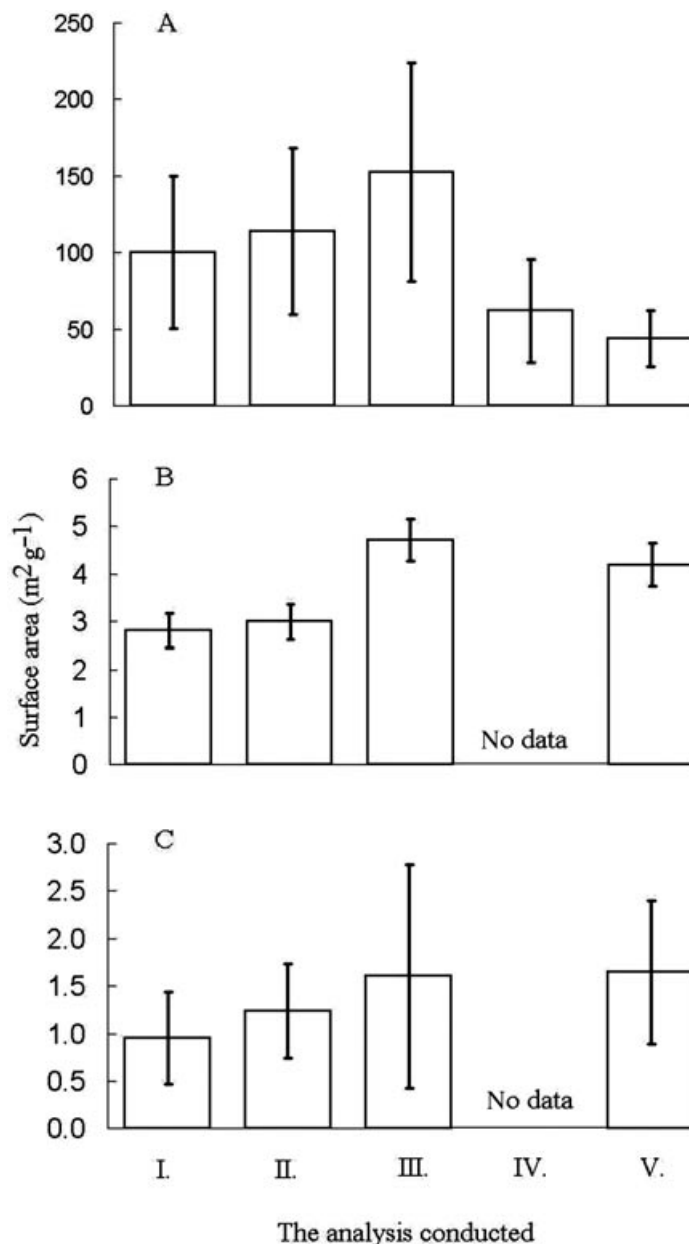 A
250
200
150
100
50
0
B
6
5
4
3
2
1
0
No data
Surface area (m² g⁻¹)
C
3.0
2.5
2.0
1.5
1.0
0.5
0.0
No data
I. II. III. IV. V.
The analysis conducted